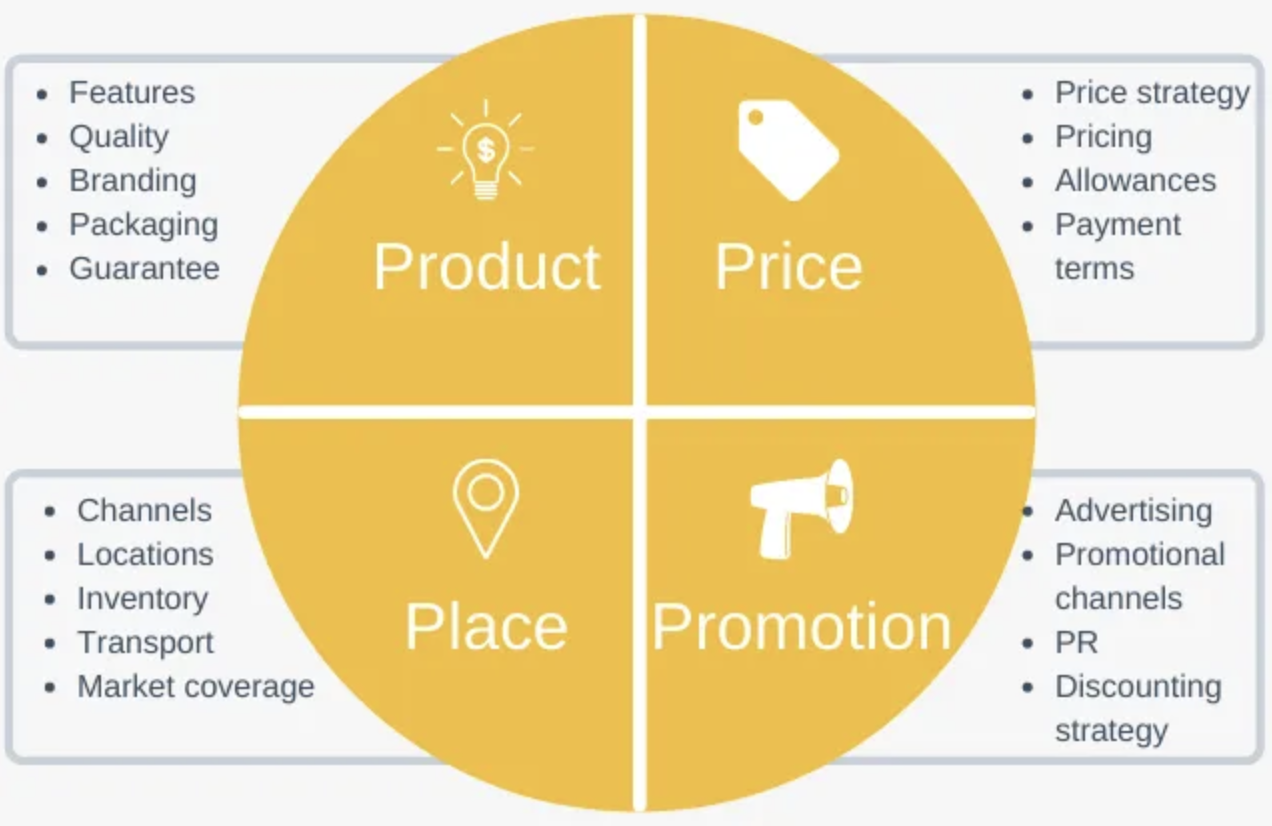 Features
Quality
Branding
Packaging
Guarantee
$
Product
Price
Price strategy
Pricing
Allowances
Payment
terms
Channels
Locations
Inventory
Transport
Market coverage
Place
Promotion
Advertising
Promotional
channels
PR
Discounting
strategy